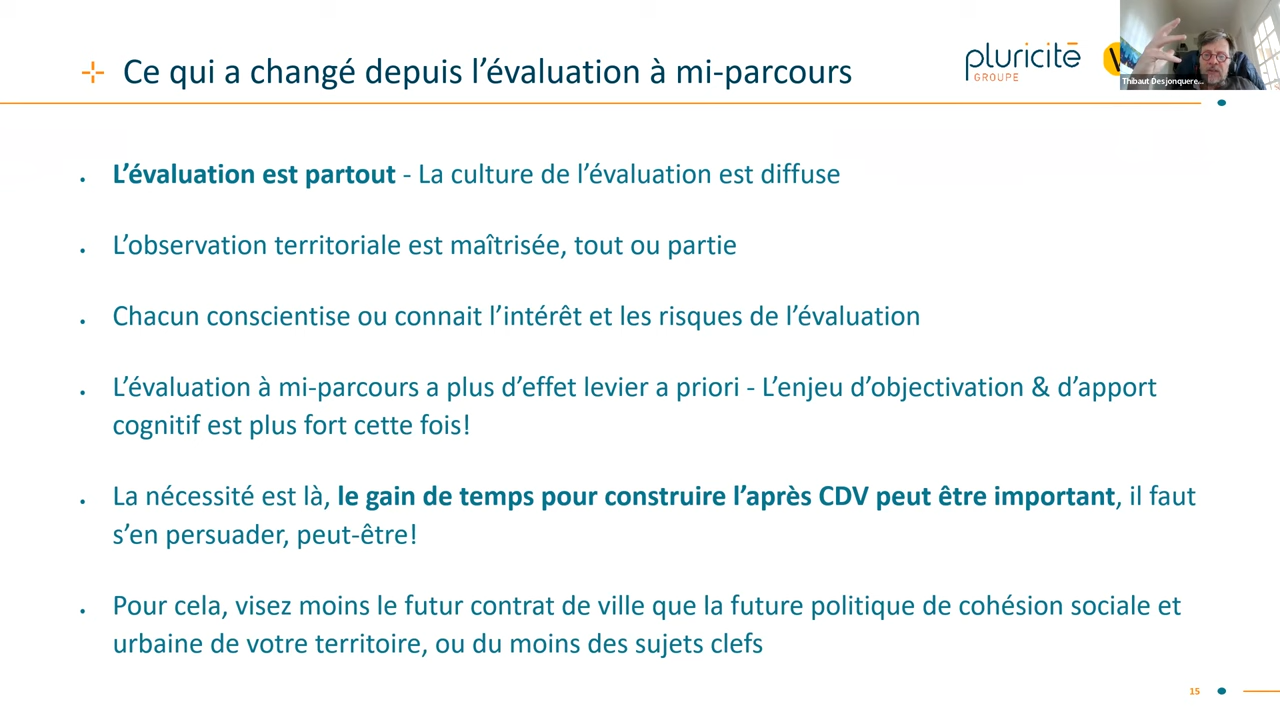 Ce qui a changé depuis l’évaluation à mi-parcours
pluricité
GROUPE
Thibaut Desjonquere...
L’évaluation est partout - La culture de l’évaluation est diffuse
L’observation territoriale est maîtrisée, tout ou partie
Chacun conscientise ou connait l’intérêt et les risques de l’évaluation
L’évaluation à mi-parcours a plus d’effet levier a priori - L’enjeu d’objectivation & d’apport
cognitif est plus fort cette fois!
La nécessité est là, le gain de temps pour construire l’après CDV peut être important, il faut
s’en persuader, peut-être!
Pour cela, visez moins le futur contrat de ville que la future politique de cohésion sociale et
urbaine de votre territoire, ou du moins des sujets clefs
15